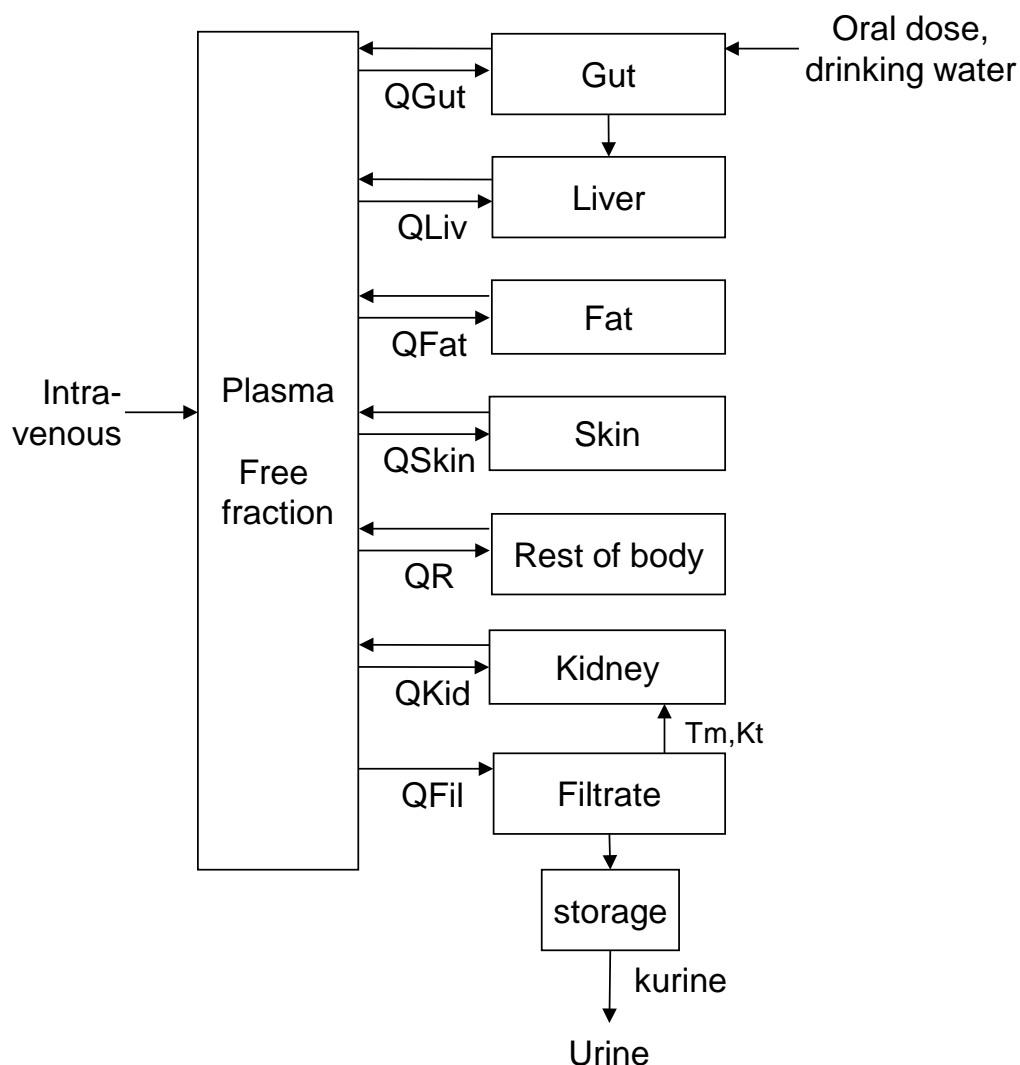 Oral dose,
drinking water
Gut
QGut
Liver
QLiv
Fat
QFat
Intra-
venous
Plasma
Free
fraction
Skin
QSkin
Rest of body
QR
Kidney
QKid
Tm,Kt
Filtrate
QFil
storage
kurine
Urine